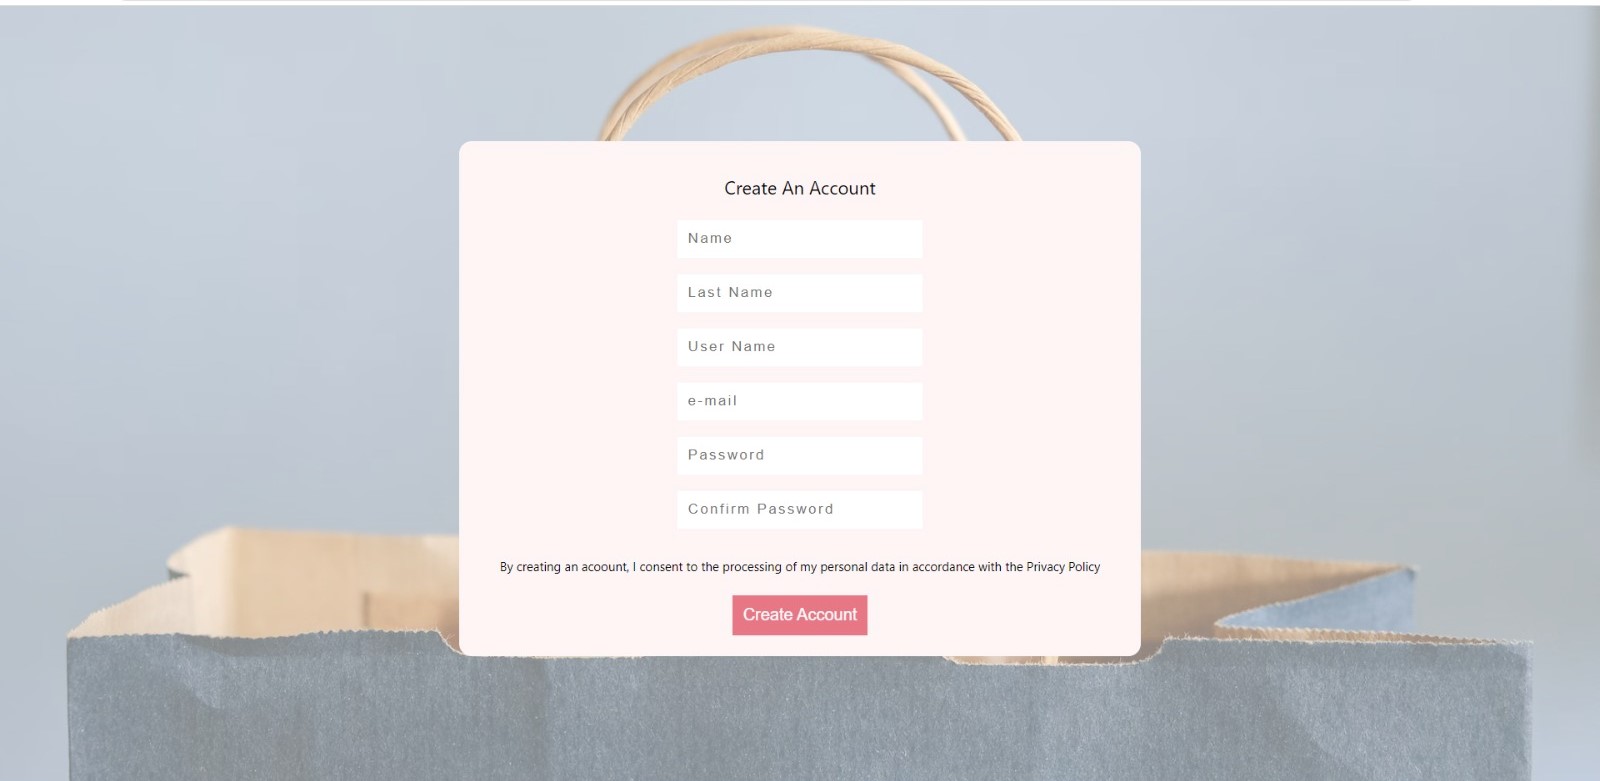 Create An Account
Name
Last Name
User Name
e-mail
Password
Confirm Password
By creating an acoount, I consent to the processing of my personal data in accordance with the Privacy Policy
Create Account